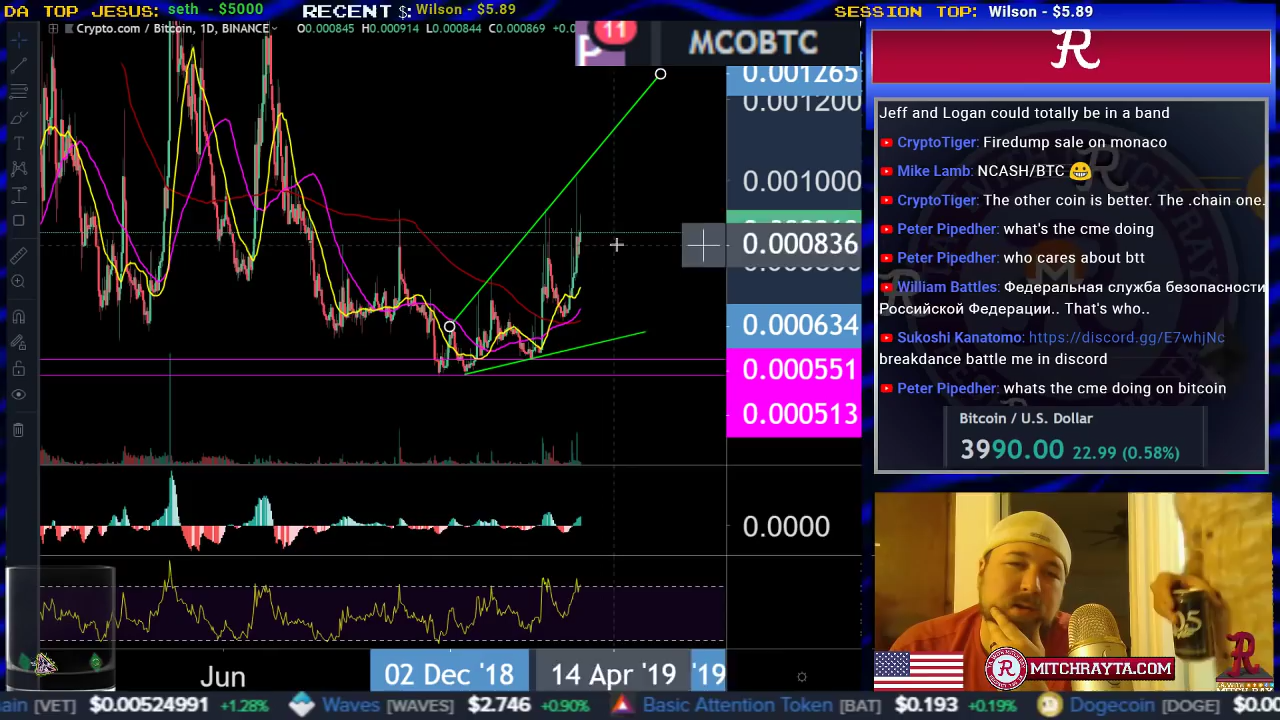 DA TOP JESUS: seth - $5000
RECENT $: Wilson - $5.89
SESSION TOP: Wilson - $5.89
Crypto.com / Bitcoin, 1D, BINANCE
O0.000845 H0.000914 L0.000844 C0.000869 +0.0
11
MCOBTC
0.001265
0.001200
0.001000
0.000836
0.000634
0.000551
0.000513
0.0000
Jun
02 Dec '18
14 Apr '19
'19
Jeff and Logan could totally be in a band
CryptoTiger: Firedump sale on monaco
Mike Lamb: NCASH/BTC 😀
CryptoTiger: The other coin is better. The .chain one.
Peter Pipedher: what's the cme doing
Peter Pipedher: who cares about btt
William Battles: Федеральная служба безопасности
Российской Федерации.. That's who..
Sukoshi Kanatomo: https://discord.gg/E7whjNc
breakdance battle me in discord
Peter Pipedher: whats the cme doing on bitcoin
Bitcoin / U.S. Dollar
3990.00 22.99 (0.58%)
MITCHRAYTA.COM
hain [VET] $0.00524991 +1.28% Waves [WAVES] $2.746 +0.90% Basic Attention Token [BAT] $0.193 +0.19% Dogecoin [DOGE] $0.00